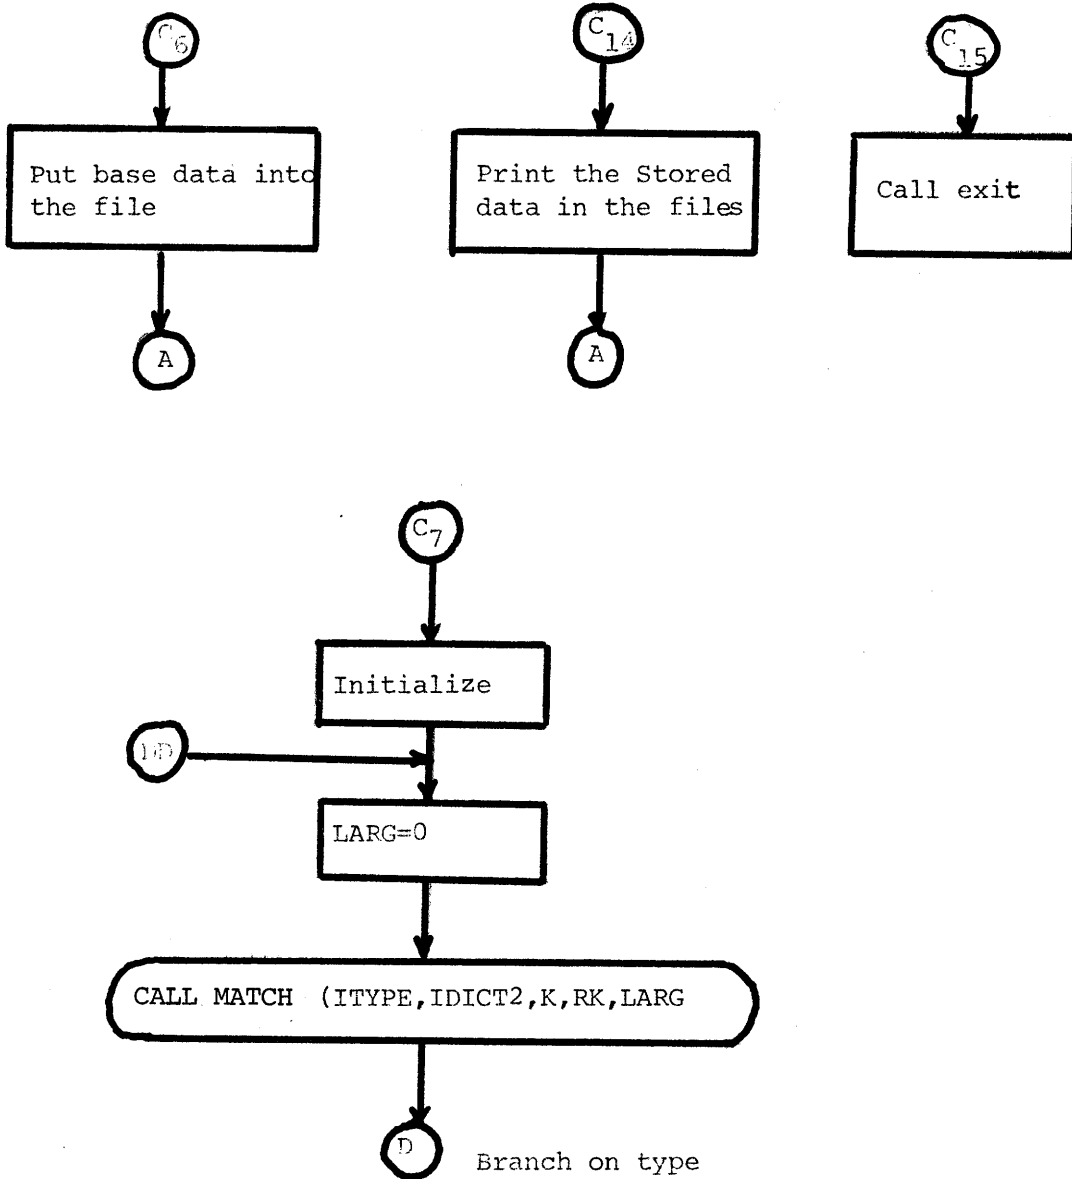 C6
C14
C15
Put base data into
the file
Print the Stored
data in the files
Call exit
A
A
C7
Initialize
DD
LARG=0
CALL MATCH (ITYPE,IDICT2,K,RK,LARG
D
Branch on type